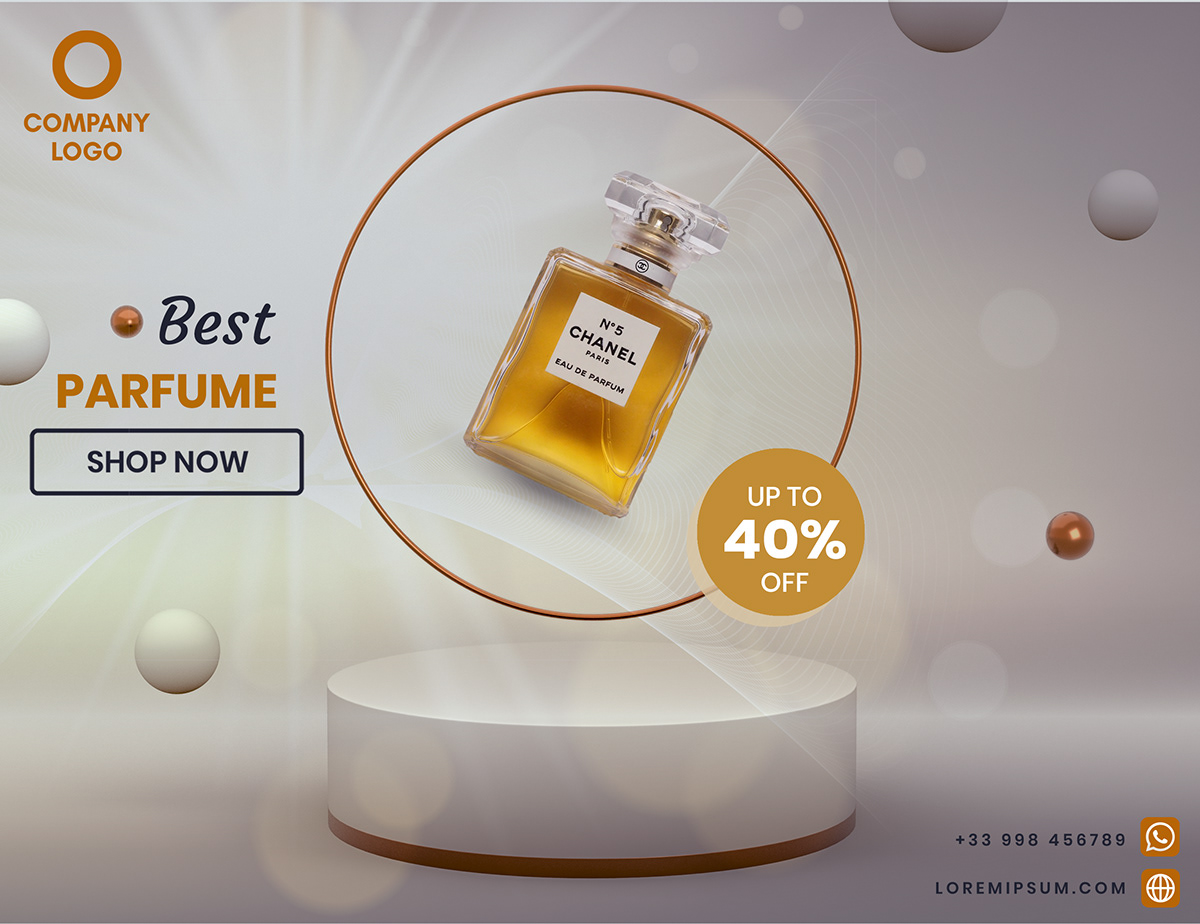 COMPANY
LOGO
Best
PARFUME
SHOP NOW
N°5
CHANEL
PARIS
EAU DE PARFUM
UP TO
40%
OFF
+33 998 456789
LOREMIPSUM.COM